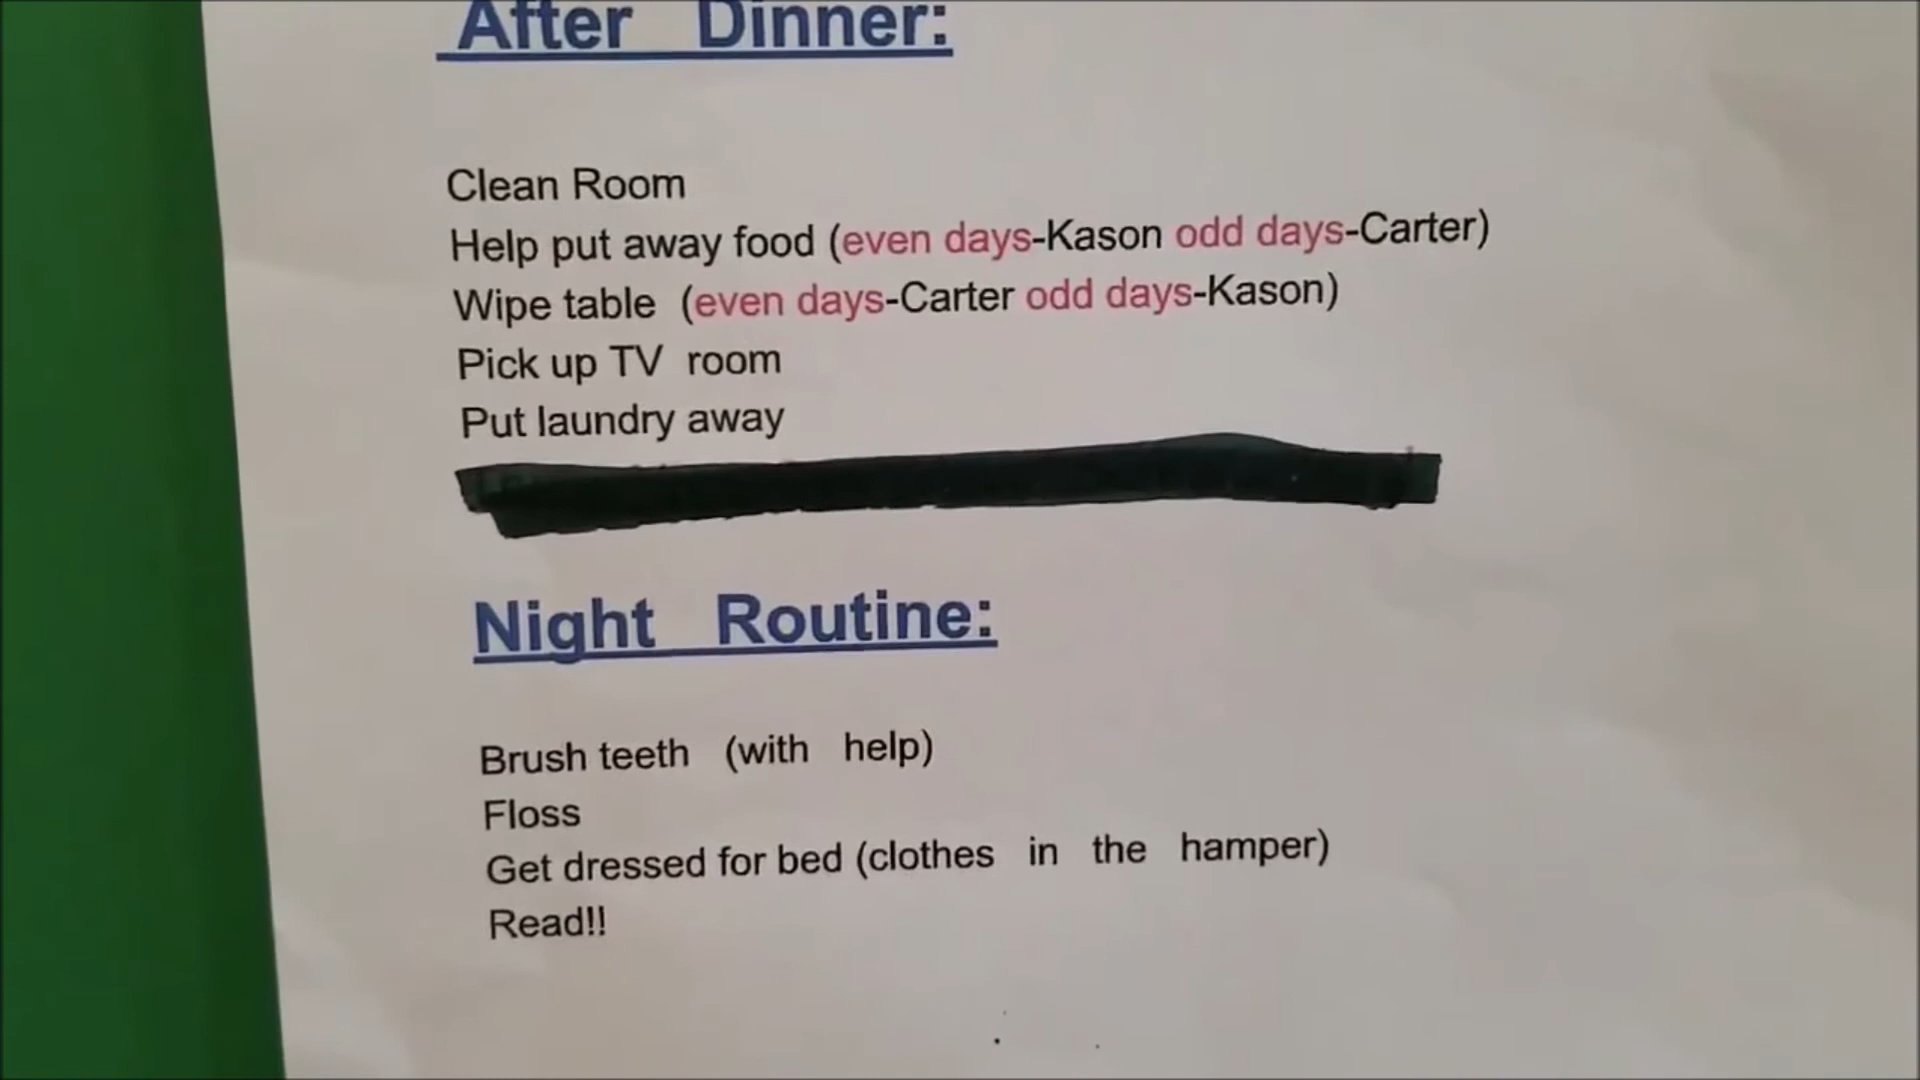 After Dinner:
Clean Room
Help put away food (even days-Kason odd days-Carter)
Wipe table (even days-Carter odd days-Kason)
Pick up TV room
Put laundry away
Night Routine:
Brush teeth (with help)
Floss
Get dressed for bed (clothes in the hamper)
Read!!